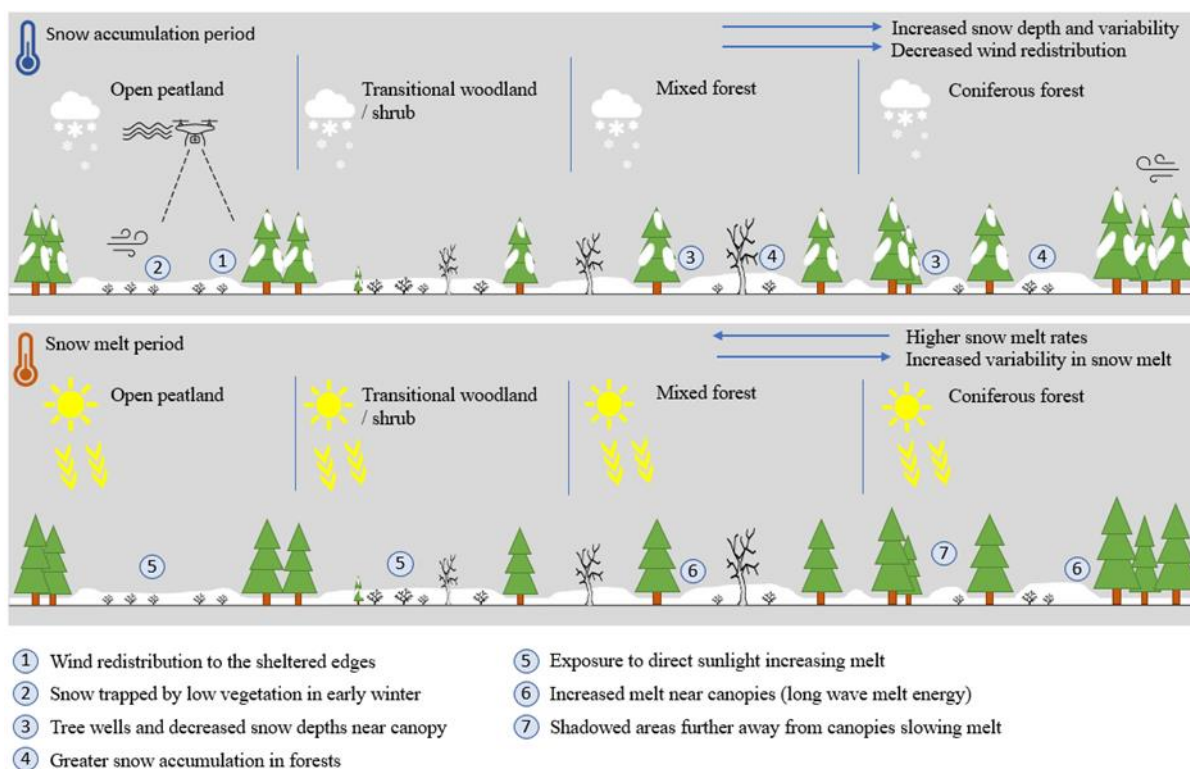 Snow accumulation period
Increased snow depth and variability
Decreased wind redistribution
Open peatland
Transitional woodland
/ shrub
Mixed forest
Coniferous forest
1
2
3
4
3
4
Snow melt period
Higher snow melt rates
Increased variability in snow melt
Open peatland
Transitional woodland
/ shrub
Mixed forest
Coniferous forest
5
5
6
7
6
1 Wind redistribution to the sheltered edges
2 Snow trapped by low vegetation in early winter
3 Tree wells and decreased snow depths near canopy
4 Greater snow accumulation in forests
5 Exposure to direct sunlight increasing melt
6 Increased melt near canopies (long wave melt energy)
7 Shadowed areas further away from canopies slowing melt